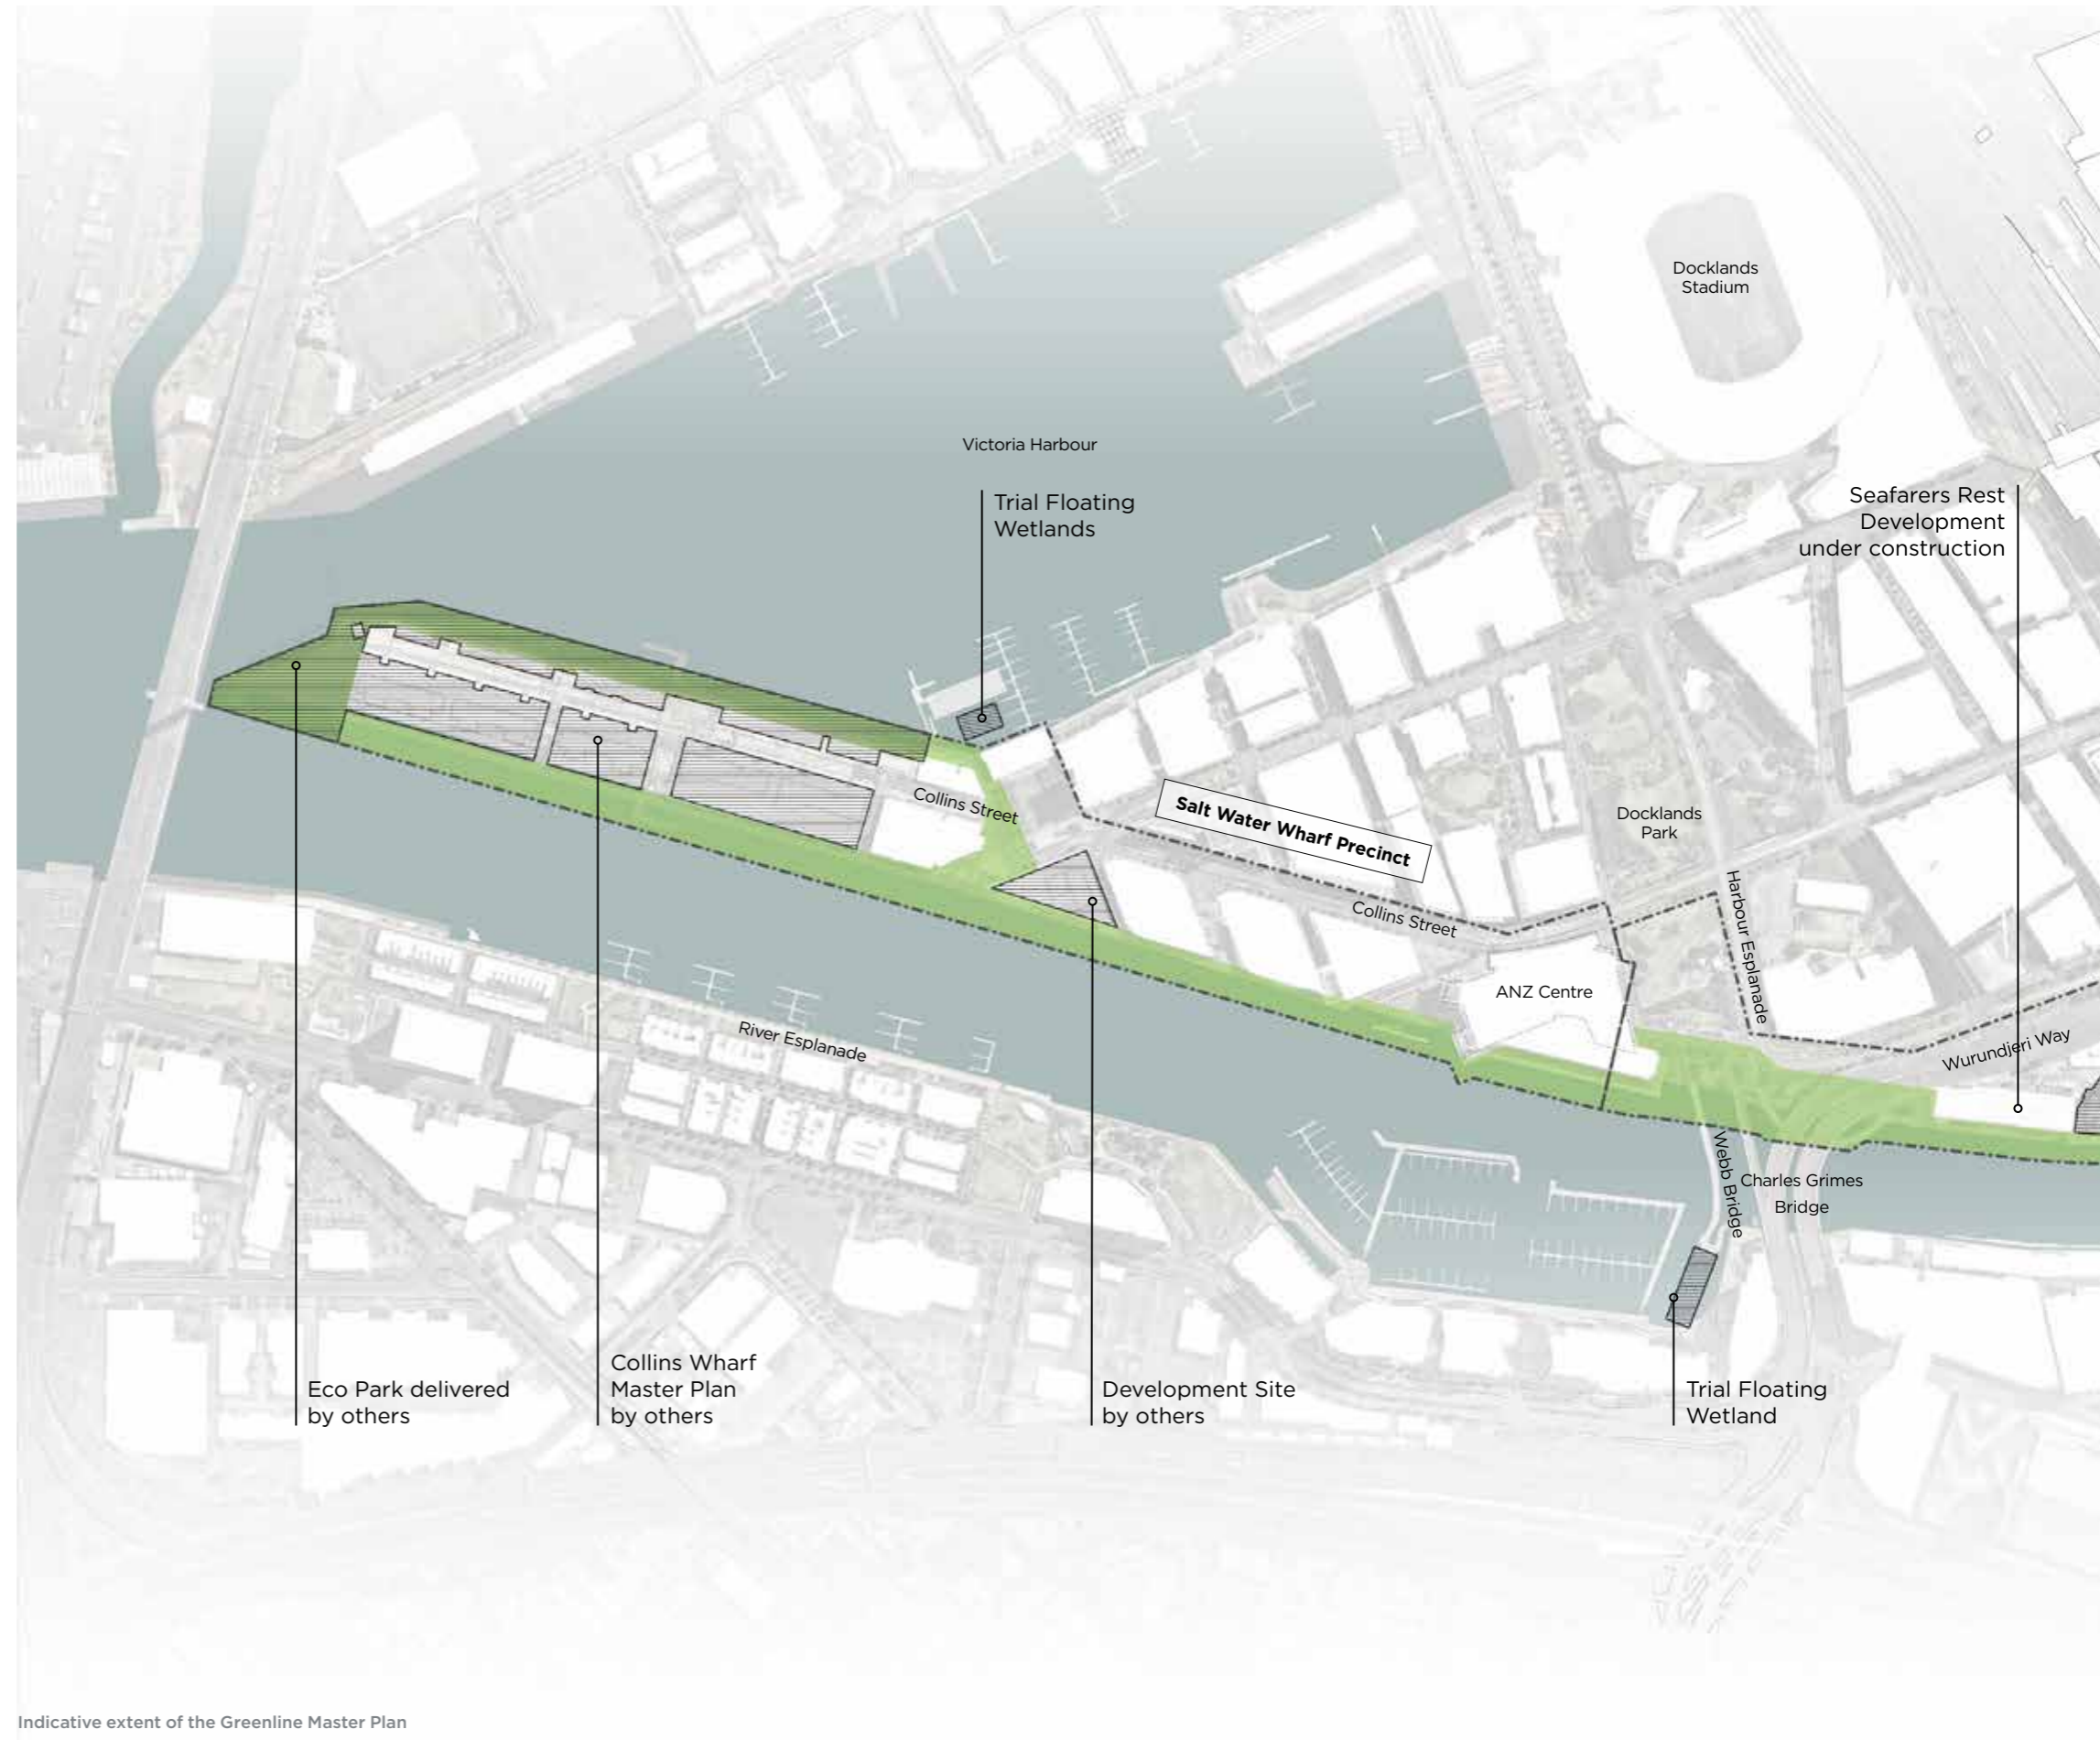 Docklands
Stadium
Victoria Harbour
Trial Floating
Wetlands
Seafarers Rest
Development
under construction
Collins Street
Salt Water Wharf Precinct
Docklands
Park
Collins Street
Harbour Esplanade
ANZ Centre
River Esplanade
Wurundjeri Way
Webb Bridge
Charles Grimes
Bridge
Eco Park delivered
by others
Collins Wharf
Master Plan
by others
Development Site
by others
Trial Floating
Wetland
Indicative extent of the Greenline Master Plan